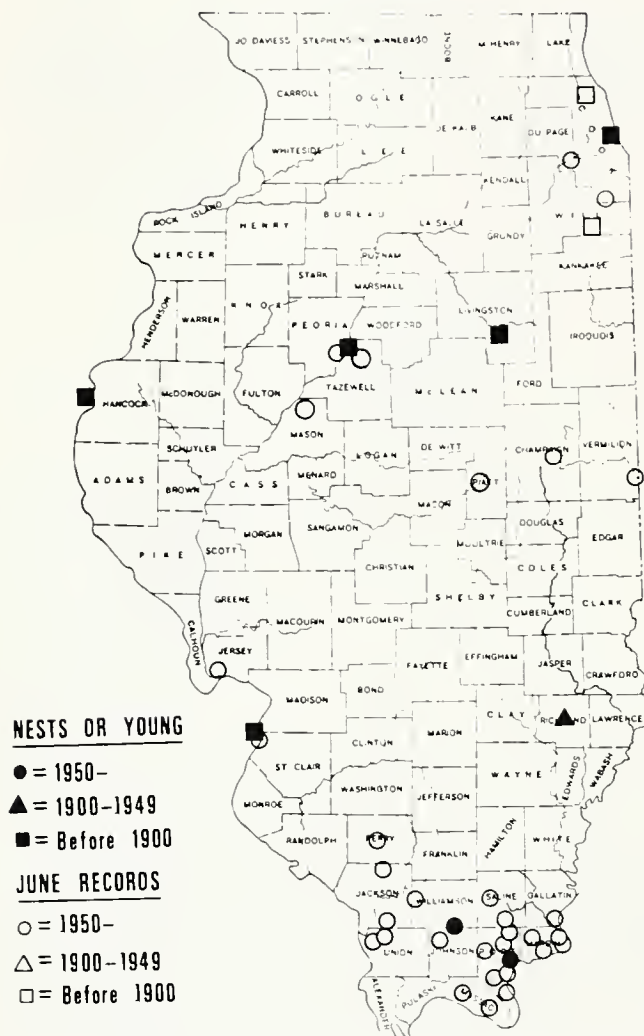 JO DAVIESS
STEPHENSON
WINNEBAGO
BOONE
McHENRY
LAKE
CARROLL
OGLE
KANE
DE KALB
DU PAGE
WHITESIDE
LEE
KENDALL
ROCK ISLAND
HENRY
BUREAU
LA SALLE
WILL
GRUNDY
MERCER
PUTNAM
KANKAKEE
STARK
MARSHALL
HENDERSON
WARREN
KNOX
PEORIA
WOODFORD
LIVINGSTON
IROQUOIS
HANCOCK
McDONOUGH
FULTON
TAZEWELL
McLEAN
FORD
MASON
SCHUYLER
LOGAN
DE WITT
CHAMPAIGN
VERMILION
ADAMS
BROWN
CASS
MENARD
PIATT
MACON
MORGAN
SANGAMON
DOUGLAS
EDGAR
PIKE
SCOTT
MOULTRIE
CHRISTIAN
COLES
GREENE
SHELBY
CLARK
CALHOUN
MACOUPIN
MONTGOMERY
CUMBERLAND
JERSEY
FAYETTE
EFFINGHAM
JASPER
CRAWFORD
MADISON
BOND
CLAY
RICHLAND
LAWRENCE
MARION
CLINTON
ST CLAIR
WAYNE
EDWARDS
WABASH
MONROE
WASHINGTON
JEFFERSON
RANDOLPH
PERRY
HAMILTON
WHITE
FRANKLIN
JACKSON
WILLIAMSON
SALINE
GALLATIN
UNION
JOHNSON
ALEXANDER
PULASKI
NESTS OR YOUNG
● = 1950-
▲ = 1900-1949
■ = Before 1900
JUNE RECORDS
○ = 1950-
△ = 1900-1949
□ = Before 1900